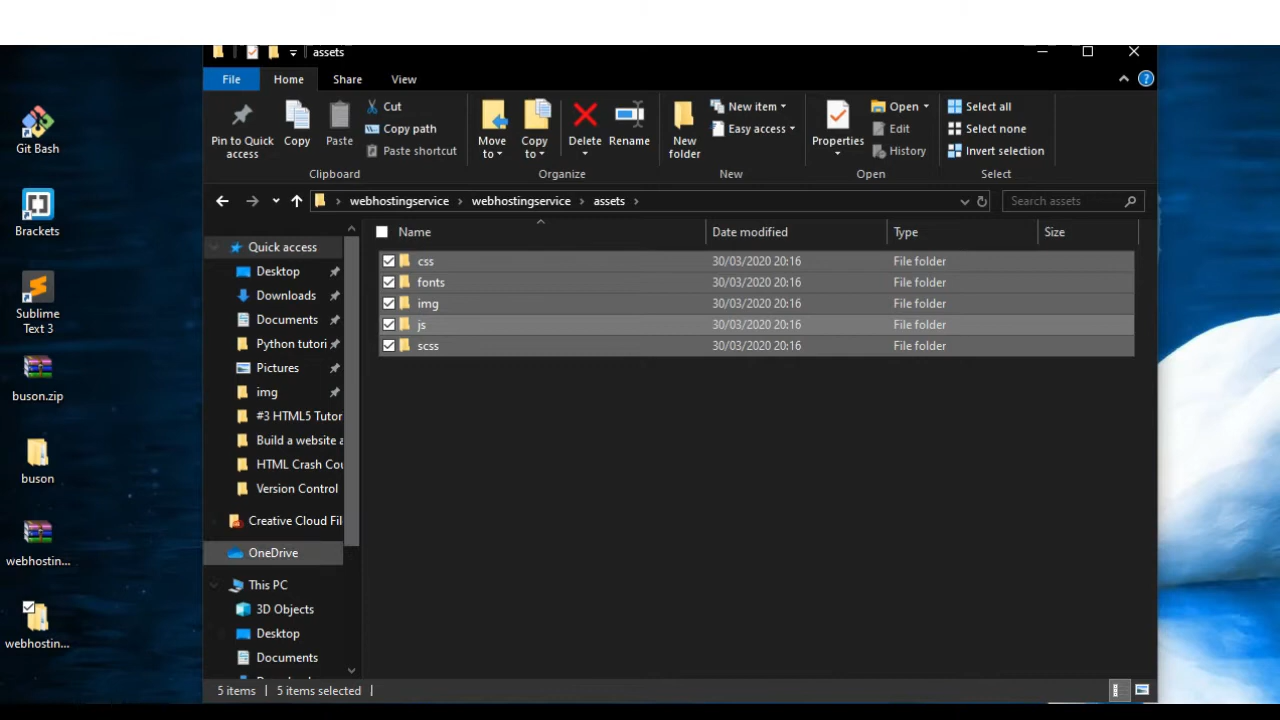 assets
File
Home
Share
View
Pin to Quick
access
Copy
Paste
Cut
Copy path
Paste shortcut
Clipboard
Move
to
Copy
to
Delete
Rename
Organize
New
folder
New item
Easy access
New
Properties
Open
Edit
History
Open
Select all
Select none
Invert selection
Select
webhostingservice
webhostingservice
assets
Search assets
Name
Date modified
Type
Size
css
30/03/2020 20:16
File folder
fonts
30/03/2020 20:16
File folder
img
30/03/2020 20:16
File folder
js
30/03/2020 20:16
File folder
scss
30/03/2020 20:16
File folder
Quick access
Desktop
Downloads
Documents
Python tutori
Pictures
img
#3 HTML5 Tutor
Build a website a
HTML Crash Cou
Version Control
Creative Cloud Fil
OneDrive
This PC
3D Objects
Desktop
Documents
5 items
5 items selected
Git Bash
Brackets
Sublime
Text 3
buson.zip
buson
webhostin...
webhostin...